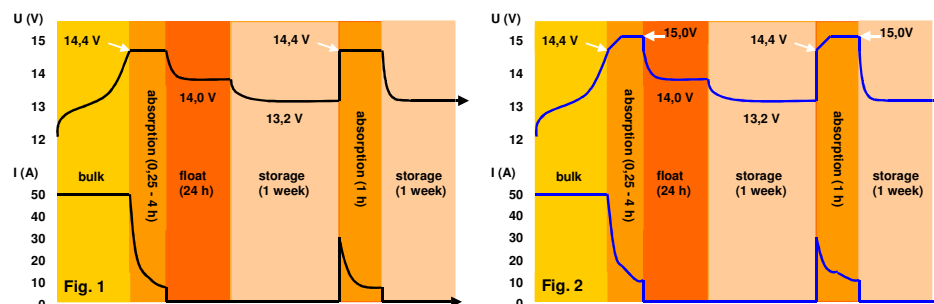 U (V)
15
14
13
12
I (A)
50
40
30
20
10
0
14,4 V
14,0 V
13,2 V
14,4 V
bulk
absorption (0,25 - 4 h)
float
(24 h)
storage
(1 week)
absorption (1 h)
storage
(1 week)
Fig. 1
U (V)
15
14
13
12
I (A)
50
40
30
20
10
0
14,4 V
15,0V
14,0 V
13,2 V
14,4 V
15,0V
bulk
absorption (0,25 - 4 h)
float
(24 h)
storage
(1 week)
absorption (1 h)
storage
(1 week)
Fig. 2